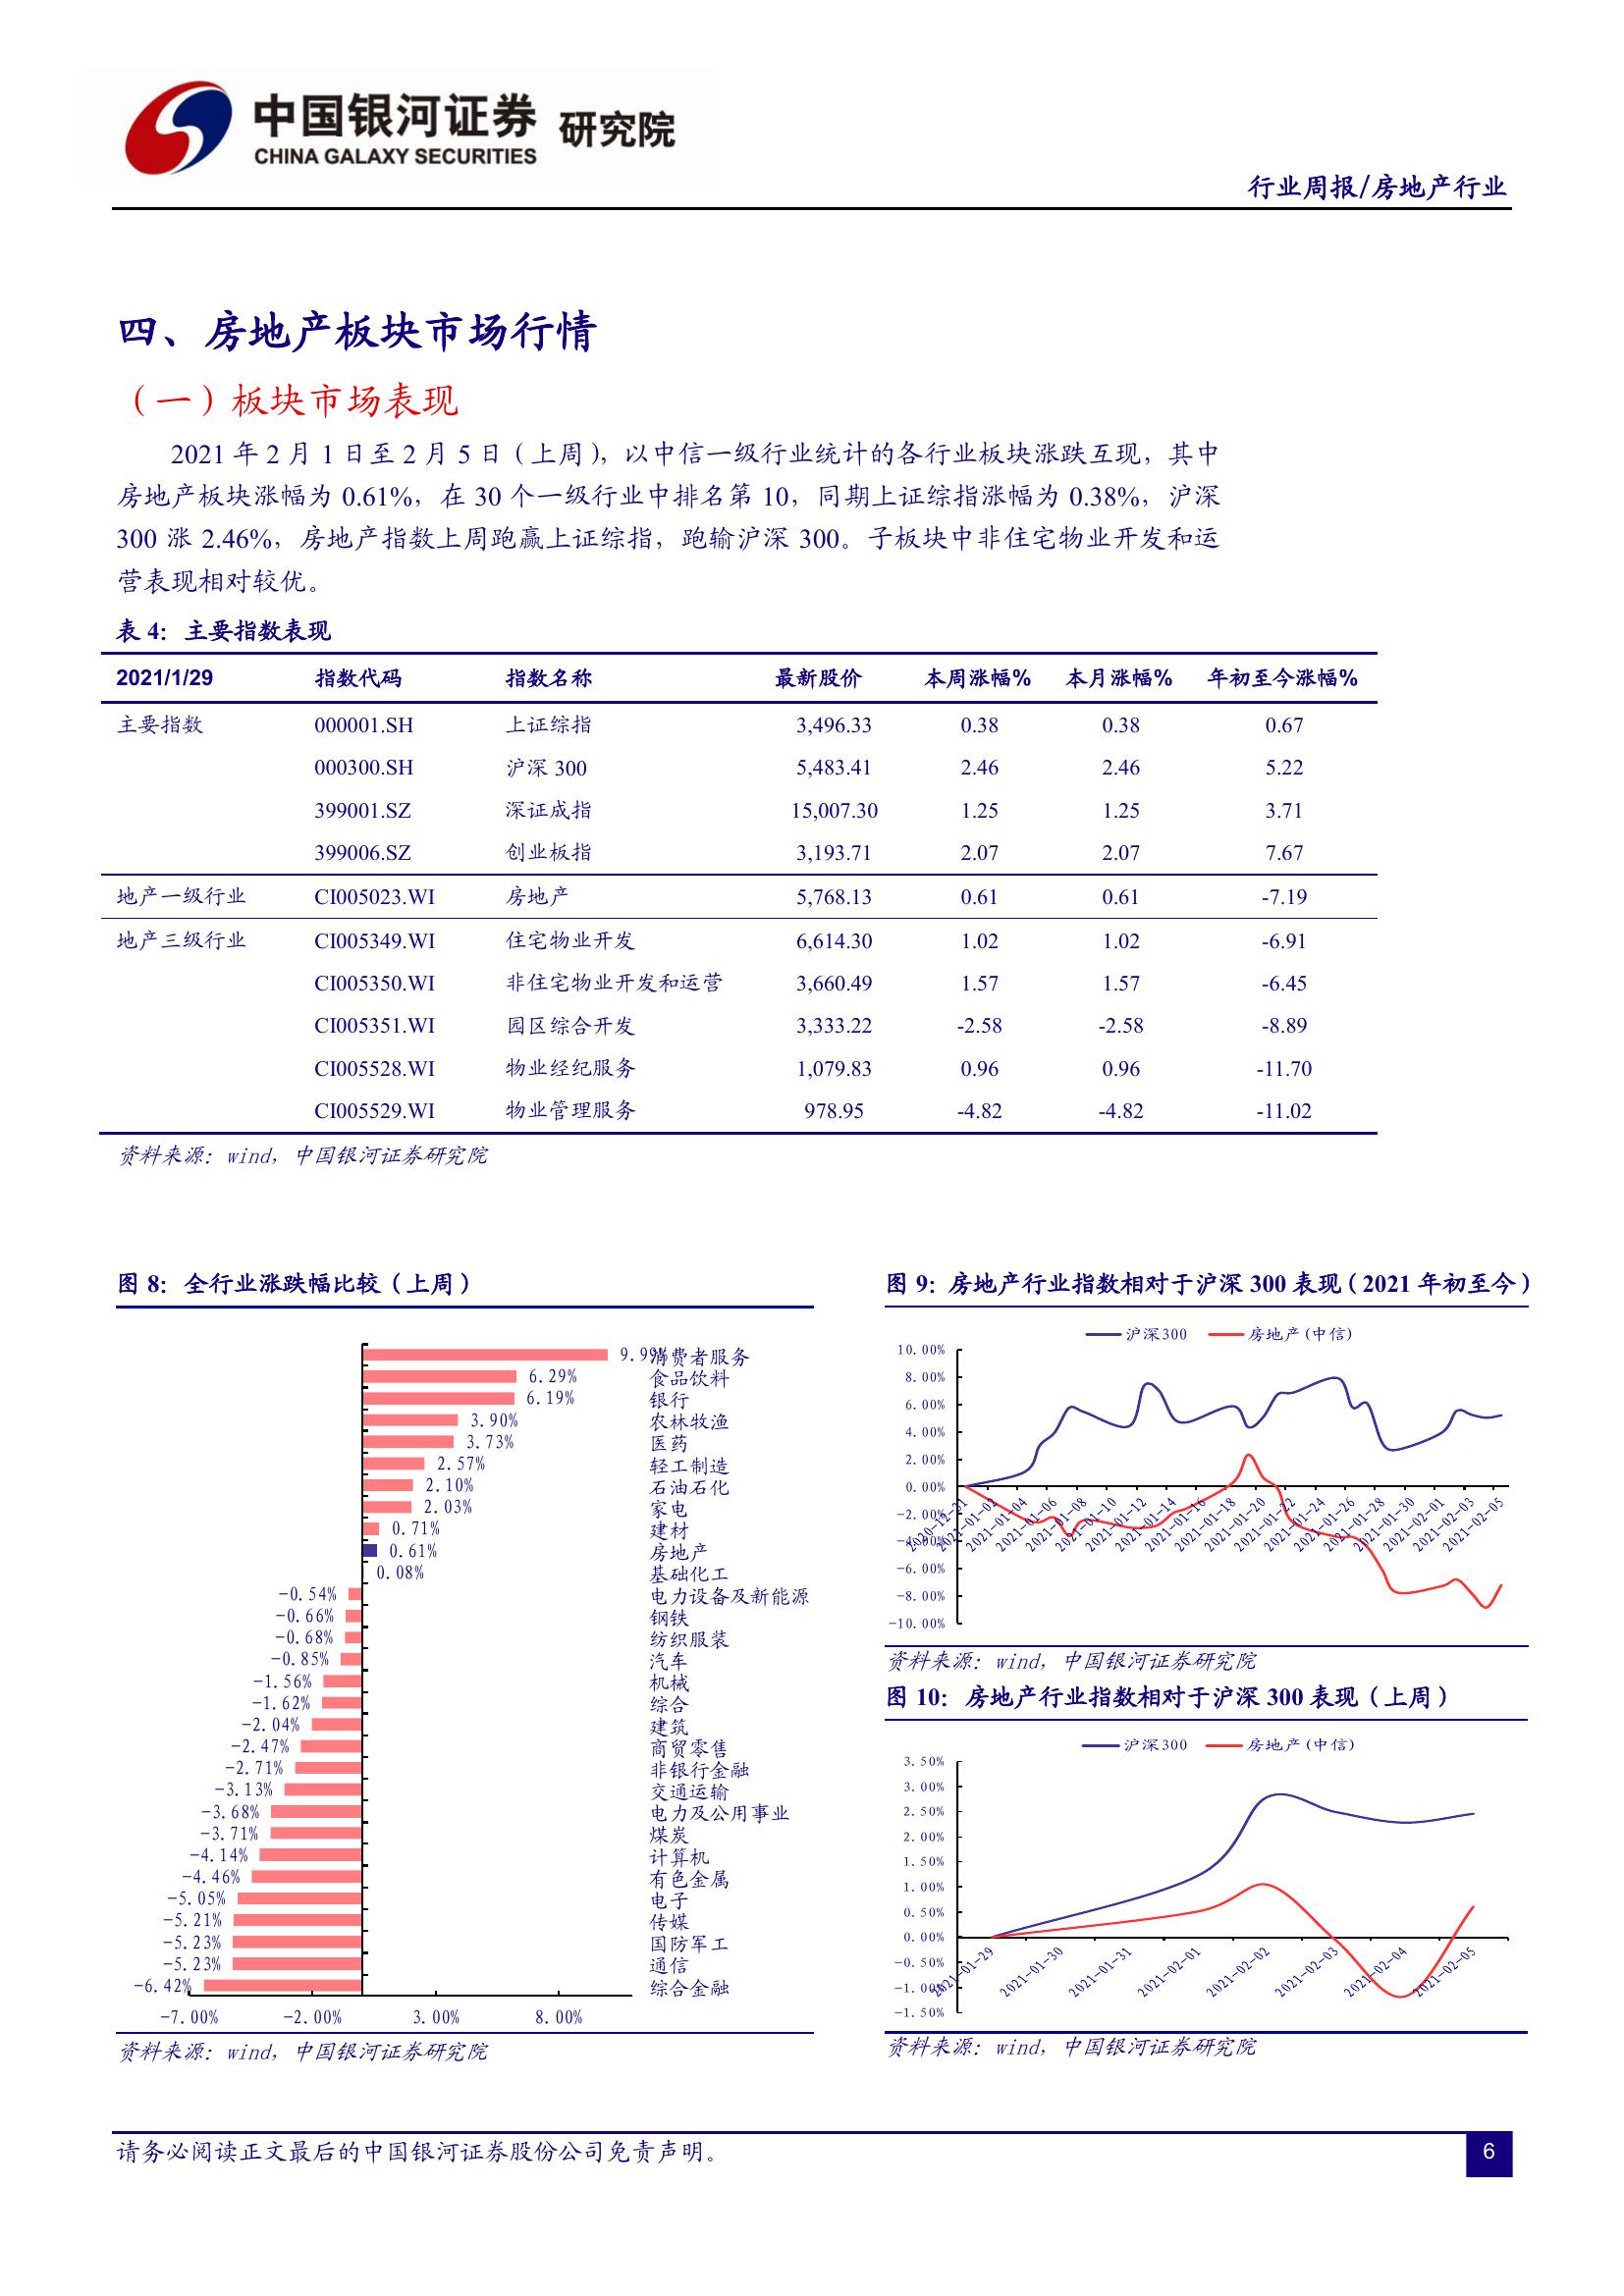 中国银河证券 研究院
CHINA GALAXY SECURITIES
行业周报/房地产行业
四、房地产板块市场行情
（一）板块市场表现
2021 年 2 月 1 日至 2 月 5 日（上周），以中信一级行业统计的各行业板块涨跌互现，其中
房地产板块涨幅为 0.61%，在 30 个一级行业中排名第 10，同期上证综指涨幅为 0.38%，沪深
300 涨 2.46%，房地产指数上周跑赢上证综指，跑输沪深 300。子板块中非住宅物业开发和运
营表现相对较优。
表 4：主要指数表现
2021/1/29 指数代码 指数名称 最新股价 本周涨幅% 本月涨幅% 年初至今涨幅%
主要指数 000001.SH 上证综指 3,496.33 0.38 0.38 0.67
000300.SH 沪深 300 5,483.41 2.46 2.46 5.22
399001.SZ 深证成指 15,007.30 1.25 1.25 3.71
399006.SZ 创业板指 3,193.71 2.07 2.07 7.67
地产一级行业 CI005023.WI 房地产 5,768.13 0.61 0.61 -7.19
地产三级行业 CI005349.WI 住宅物业开发 6,614.30 1.02 1.02 -6.91
CI005350.WI 非住宅物业开发和运营 3,660.49 1.57 1.57 -6.45
CI005351.WI 园区综合开发 3,333.22 -2.58 -2.58 -8.89
CI005528.WI 物业经纪服务 1,079.83 0.96 0.96 -11.70
CI005529.WI 物业管理服务 978.95 -4.82 -4.82 -11.02
资料来源：wind，中国银河证券研究院
图 8：全行业涨跌幅比较（上周）
9.99% 消费者服务
6.29% 食品饮料
6.19% 银行
3.90% 农林牧渔
3.73% 医药
2.57% 轻工制造
2.10% 石油石化
2.03% 家电
0.71% 建材
0.61% 房地产
0.08% 基础化工
-0.54% 电力设备及新能源
-0.66% 钢铁
-0.68% 纺织服装
-0.85% 汽车
-1.56% 机械
-1.62% 综合
-2.04% 建筑
-2.47% 商贸零售
-2.71% 非银行金融
-3.13% 交通运输
-3.68% 电力及公用事业
-3.71% 煤炭
-4.14% 计算机
-4.46% 有色金属
-5.05% 电子
-5.21% 传媒
-5.23% 国防军工
-5.23% 通信
-6.42% 综合金融
-7.00% -2.00% 3.00% 8.00%
资料来源：wind，中国银河证券研究院
图 9：房地产行业指数相对于沪深 300 表现（2021 年初至今）
沪深300 房地产(中信)
10.00%
8.00%
6.00%
4.00%
2.00%
0.00%
-2.00%
-4.00%
-6.00%
-8.00%
-10.00%
2020-12-31 2021-01-02 2021-01-04 2021-01-06 2021-01-08 2021-01-10 2021-01-12 2021-01-14 2021-01-16 2021-01-18 2021-01-20 2021-01-22 2021-01-24 2021-01-26 2021-01-28 2021-01-30 2021-02-01 2021-02-03 2021-02-05
资料来源：wind，中国银河证券研究院
图 10：房地产行业指数相对于沪深 300 表现（上周）
沪深300 房地产(中信)
3.50%
3.00%
2.50%
2.00%
1.50%
1.00%
0.50%
0.00%
-0.50%
-1.00%
-1.50%
2021-01-29 2021-01-30 2021-01-31 2021-02-01 2021-02-02 2021-02-03 2021-02-04 2021-02-05
资料来源：wind，中国银河证券研究院
请务必阅读正文最后的中国银河证券股份公司免责声明。
6